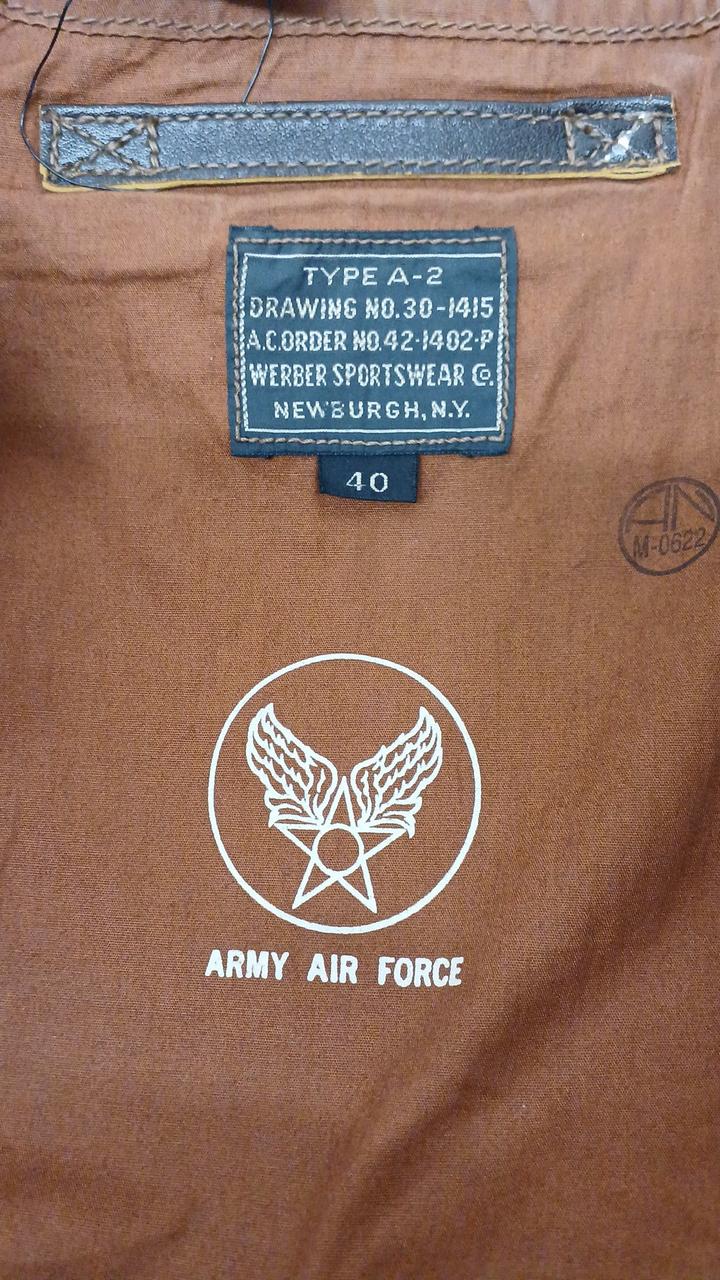 TYPE A-2
DRAWING NO.30-1415
A.C.ORDER NO.42-1402-P
WERBER SPORTSWEAR Co.
NEWBURGH, N.Y.
40
AN
M-0622
ARMY AIR FORCE